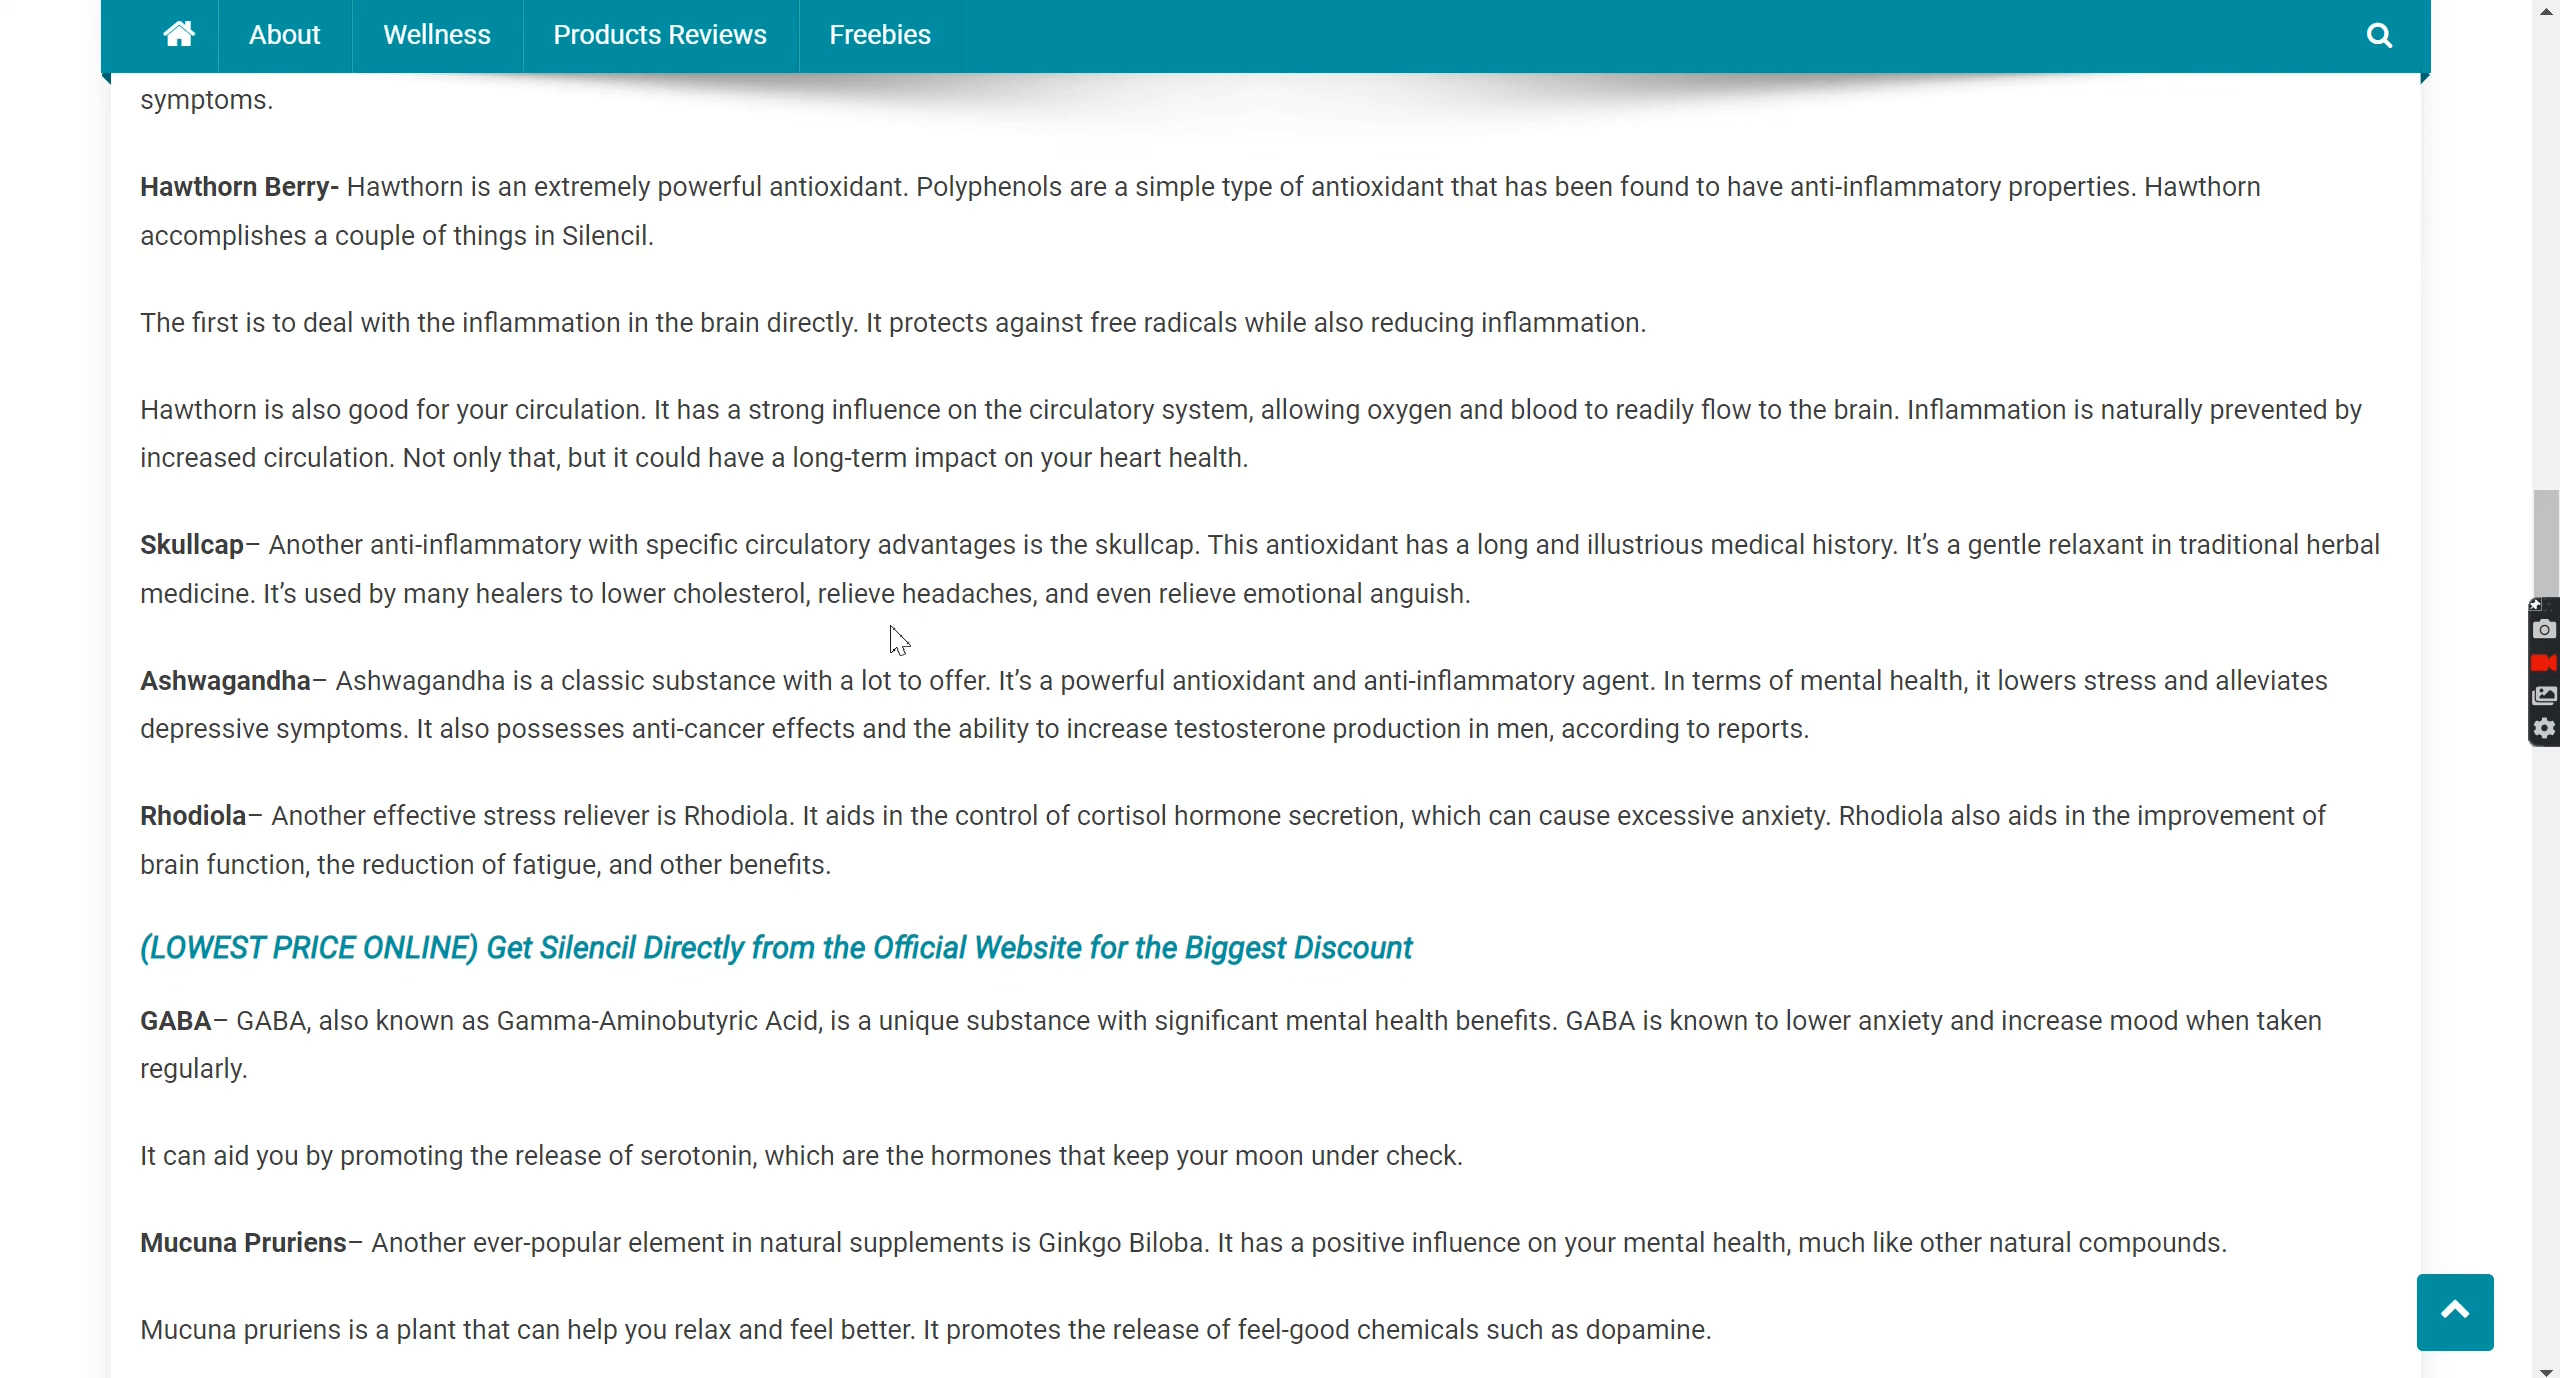 About Wellness Products Reviews Freebies
symptoms.
Hawthorn Berry- Hawthorn is an extremely powerful antioxidant. Polyphenols are a simple type of antioxidant that has been found to have anti-inflammatory properties. Hawthorn
accomplishes a couple of things in Silencil.
The first is to deal with the inflammation in the brain directly. It protects against free radicals while also reducing inflammation.
Hawthorn is also good for your circulation. It has a strong influence on the circulatory system, allowing oxygen and blood to readily flow to the brain. Inflammation is naturally prevented by
increased circulation. Not only that, but it could have a long-term impact on your heart health.
Skullcap– Another anti-inflammatory with specific circulatory advantages is the skullcap. This antioxidant has a long and illustrious medical history. It’s a gentle relaxant in traditional herbal
medicine. It’s used by many healers to lower cholesterol, relieve headaches, and even relieve emotional anguish.
Ashwagandha– Ashwagandha is a classic substance with a lot to offer. It’s a powerful antioxidant and anti-inflammatory agent. In terms of mental health, it lowers stress and alleviates
depressive symptoms. It also possesses anti-cancer effects and the ability to increase testosterone production in men, according to reports.
Rhodiola– Another effective stress reliever is Rhodiola. It aids in the control of cortisol hormone secretion, which can cause excessive anxiety. Rhodiola also aids in the improvement of
brain function, the reduction of fatigue, and other benefits.
(LOWEST PRICE ONLINE) Get Silencil Directly from the Official Website for the Biggest Discount
GABA– GABA, also known as Gamma-Aminobutyric Acid, is a unique substance with significant mental health benefits. GABA is known to lower anxiety and increase mood when taken
regularly.
It can aid you by promoting the release of serotonin, which are the hormones that keep your moon under check.
Mucuna Pruriens– Another ever-popular element in natural supplements is Ginkgo Biloba. It has a positive influence on your mental health, much like other natural compounds.
Mucuna pruriens is a plant that can help you relax and feel better. It promotes the release of feel-good chemicals such as dopamine.